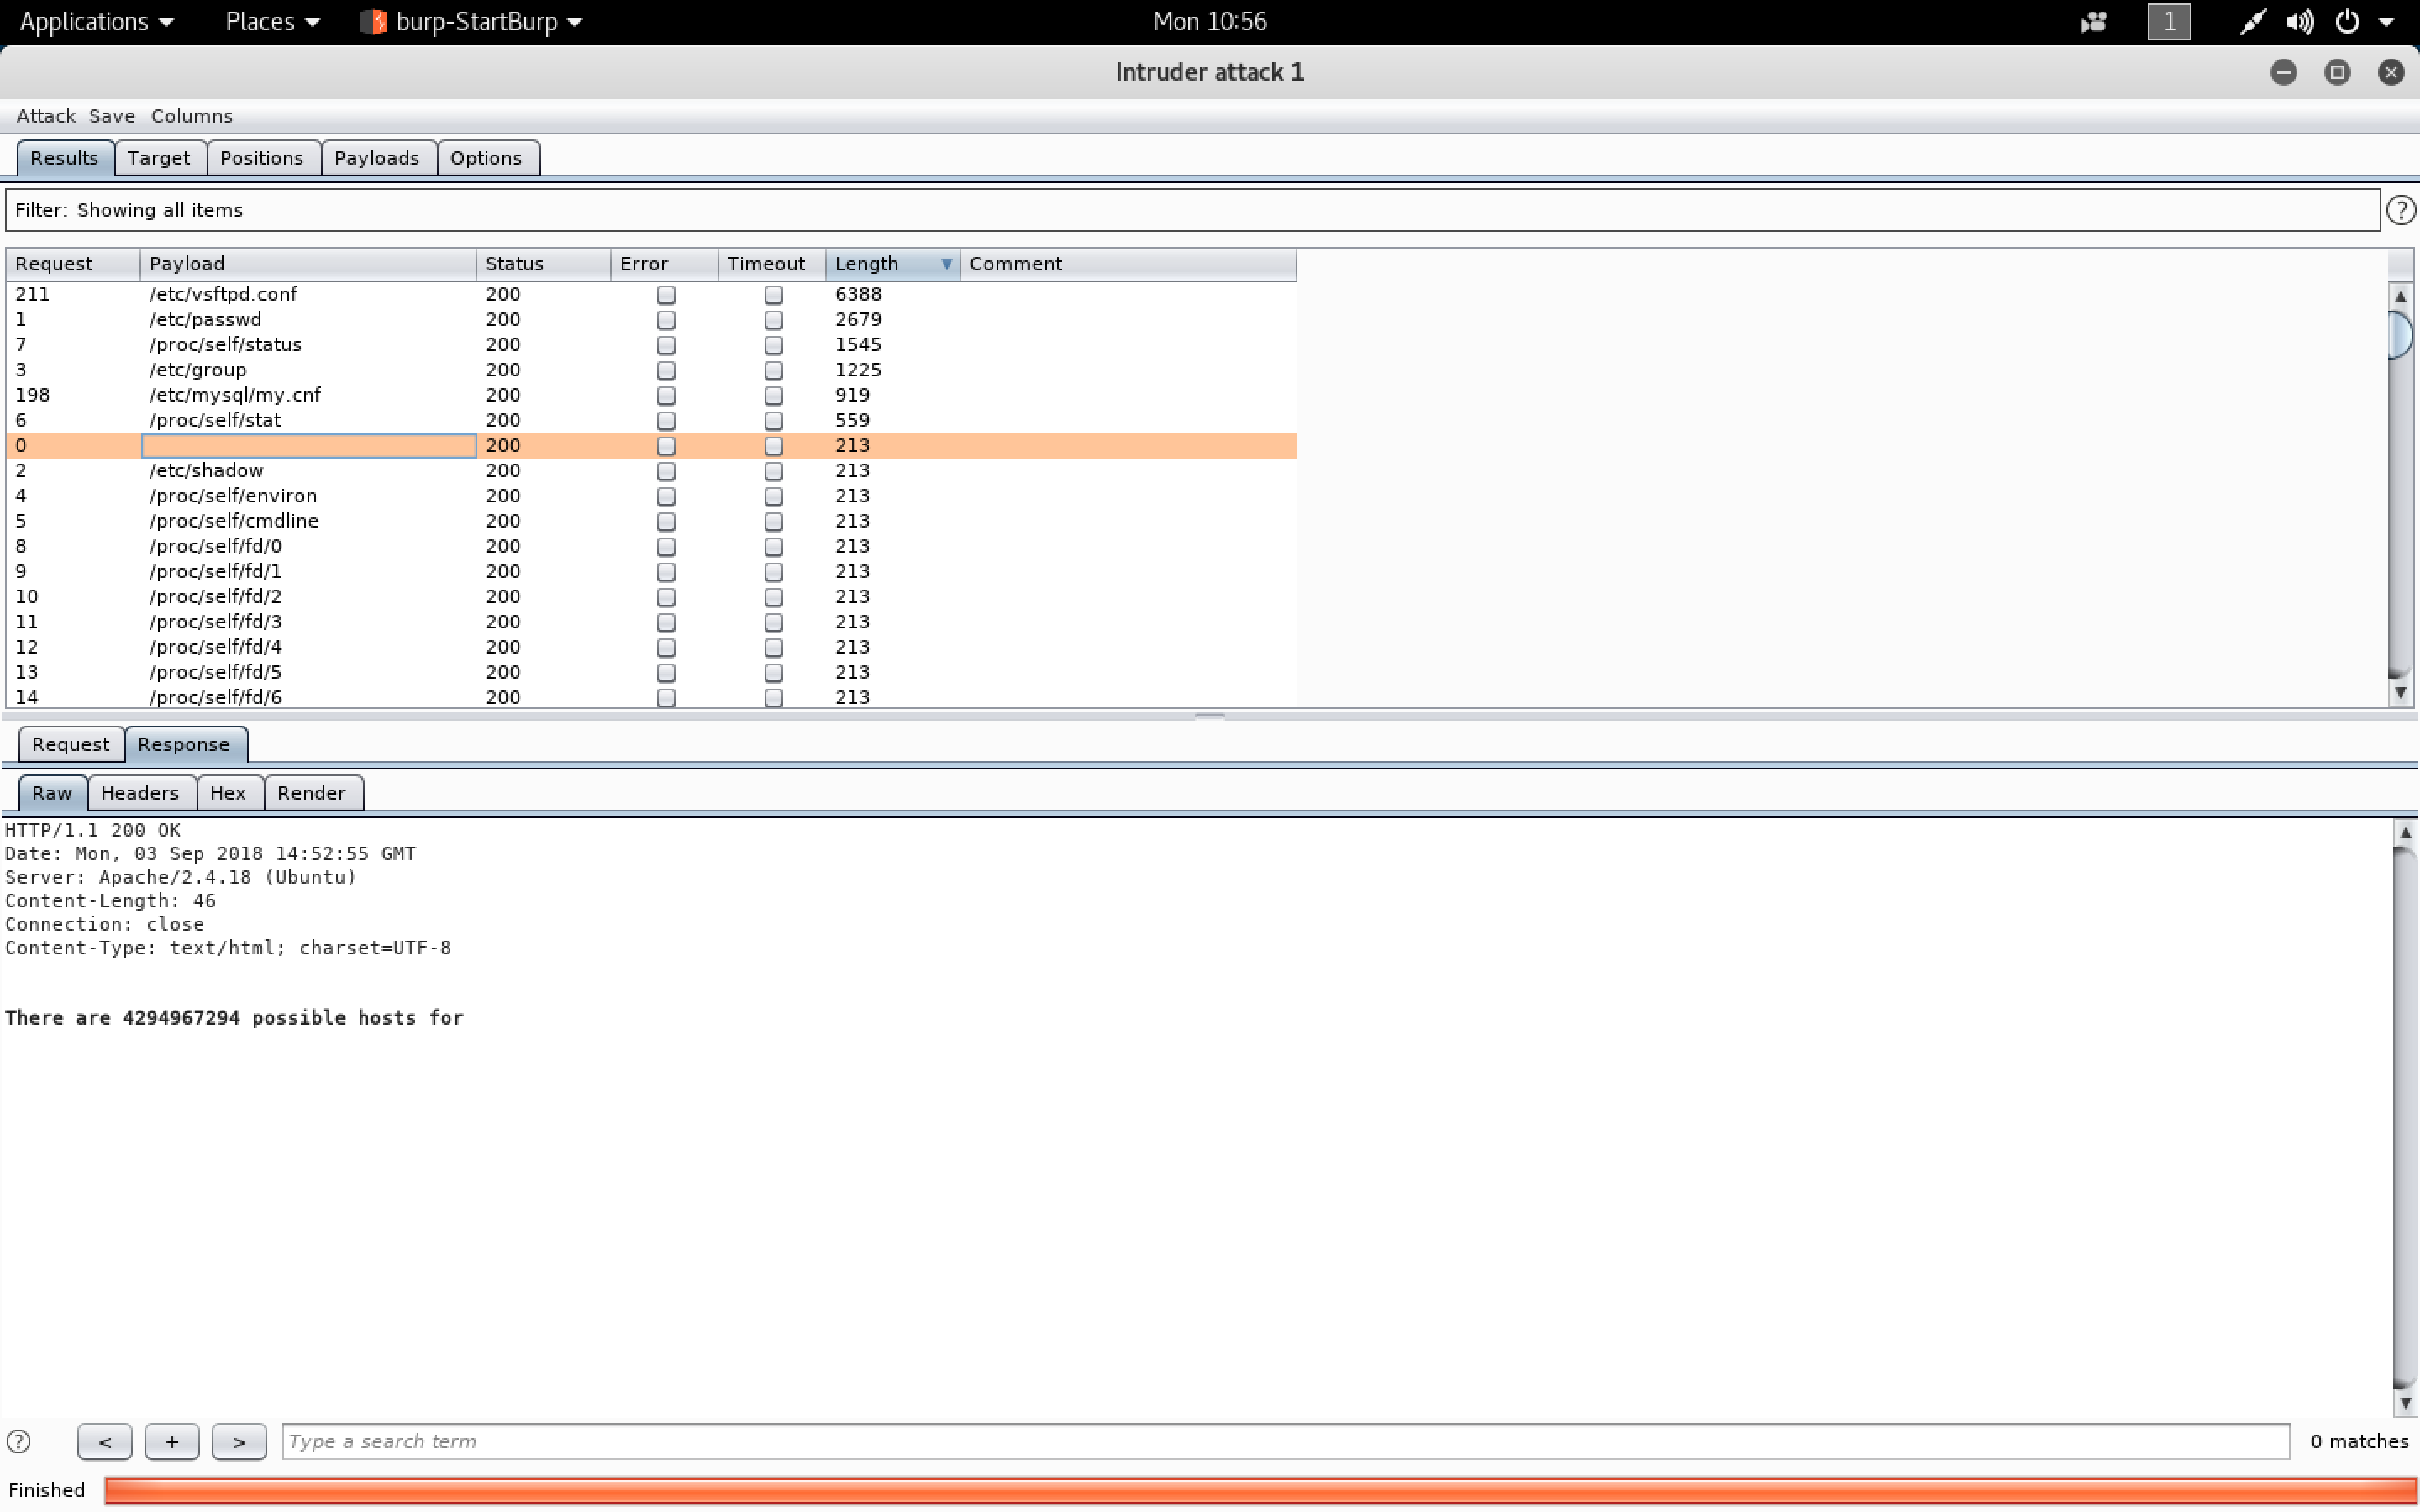 Applications Places burp-StartBurp Mon 10:56 1
Intruder attack 1
Attack Save Columns
Results Target Positions Payloads Options
Filter: Showing all items ?
Request Payload Status Error Timeout Length Comment
211 /etc/vsftpd.conf 200 6388
1 /etc/passwd 200 2679
7 /proc/self/status 200 1545
3 /etc/group 200 1225
198 /etc/mysql/my.cnf 200 919
6 /proc/self/stat 200 559
0 200 213
2 /etc/shadow 200 213
4 /proc/self/environ 200 213
5 /proc/self/cmdline 200 213
8 /proc/self/fd/0 200 213
9 /proc/self/fd/1 200 213
10 /proc/self/fd/2 200 213
11 /proc/self/fd/3 200 213
12 /proc/self/fd/4 200 213
13 /proc/self/fd/5 200 213
14 /proc/self/fd/6 200 213
Request Response
Raw Headers Hex Render
HTTP/1.1 200 OK
Date: Mon, 03 Sep 2018 14:52:55 GMT
Server: Apache/2.4.18 (Ubuntu)
Content-Length: 46
Connection: close
Content-Type: text/html; charset=UTF-8
There are 4294967294 possible hosts for
? < + > Type a search term 0 matches
Finished